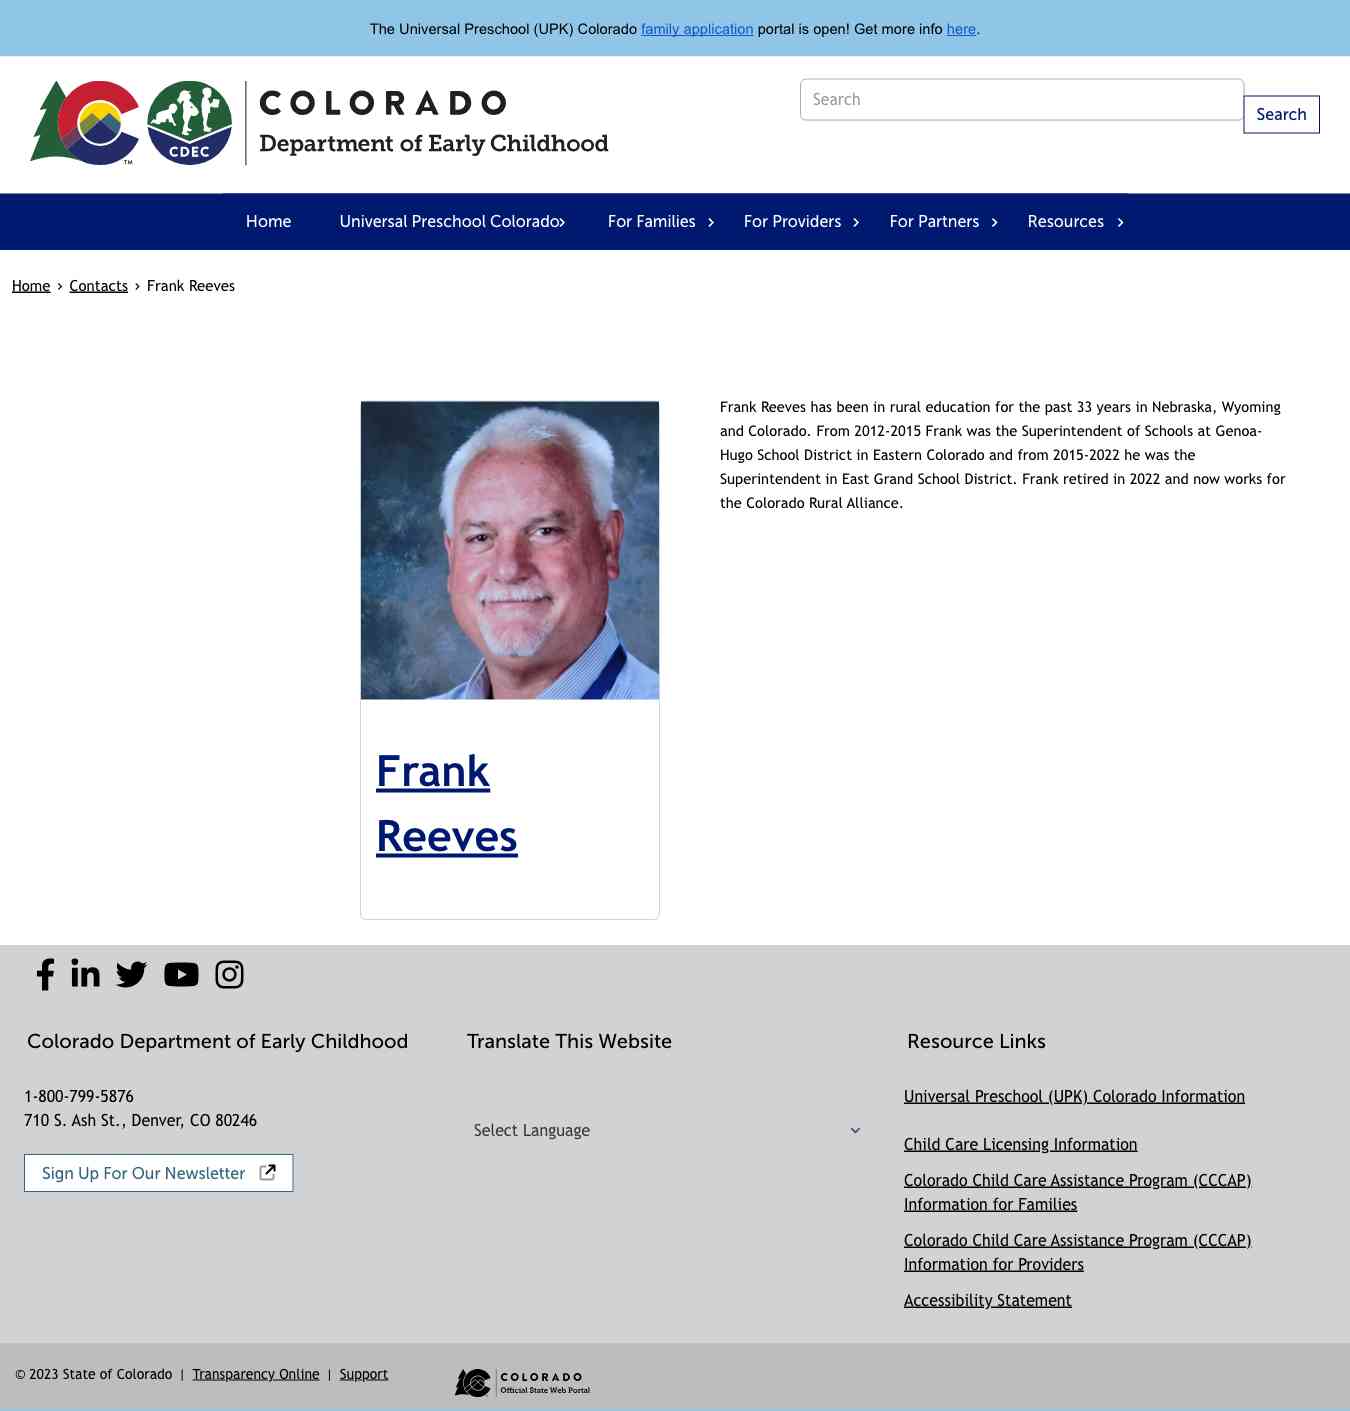 The Universal Preschool (UPK) Colorado family application portal is open! Get more info here.
CDEC
TM
COLORADO
Department of Early Childhood
Search
Search
Home
Universal Preschool Colorado
For Families
For Providers
For Partners
Resources
Home › Contacts › Frank Reeves
Frank Reeves has been in rural education for the past 33 years in Nebraska, Wyoming
and Colorado. From 2012-2015 Frank was the Superintendent of Schools at Genoa-
Hugo School District in Eastern Colorado and from 2015-2022 he was the
Superintendent in East Grand School District. Frank retired in 2022 and now works for
the Colorado Rural Alliance.
Frank
Reeves
Colorado Department of Early Childhood
1-800-799-5876
710 S. Ash St., Denver, CO 80246
Sign Up For Our Newsletter
Translate This Website
Select Language
Resource Links
Universal Preschool (UPK) Colorado Information
Child Care Licensing Information
Colorado Child Care Assistance Program (CCCAP)
Information for Families
Colorado Child Care Assistance Program (CCCAP)
Information for Providers
Accessibility Statement
© 2023 State of Colorado | Transparency Online | Support
COLORADO
Official State Web Portal